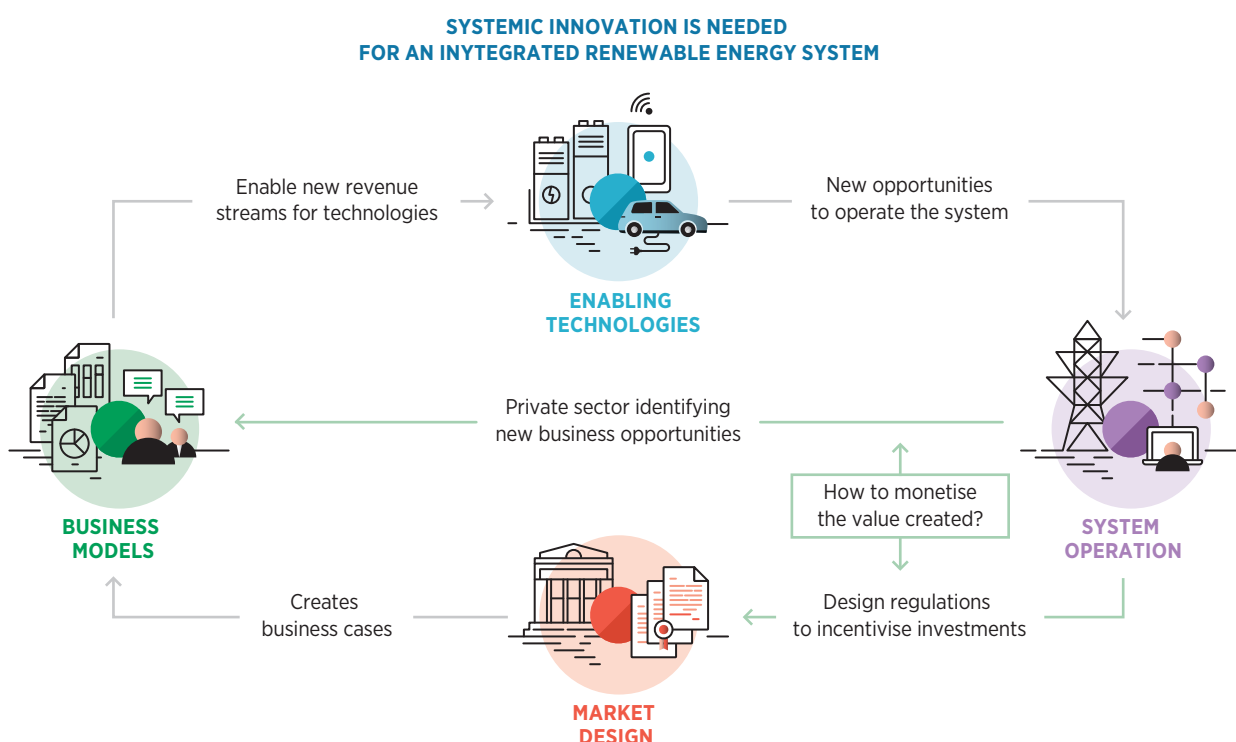 SYSTEMIC INNOVATION IS NEEDED
FOR AN INYTEGRATED RENEWABLE ENERGY SYSTEM
Enable new revenue
streams for technologies
New opportunities
to operate the system
ENABLING
TECHNOLOGIES
Private sector identifying
new business opportunities
How to monetise
the value created?
BUSINESS
MODELS
SYSTEM
OPERATION
Creates
business cases
Design regulations
to incentivise investments
MARKET
DESIGN